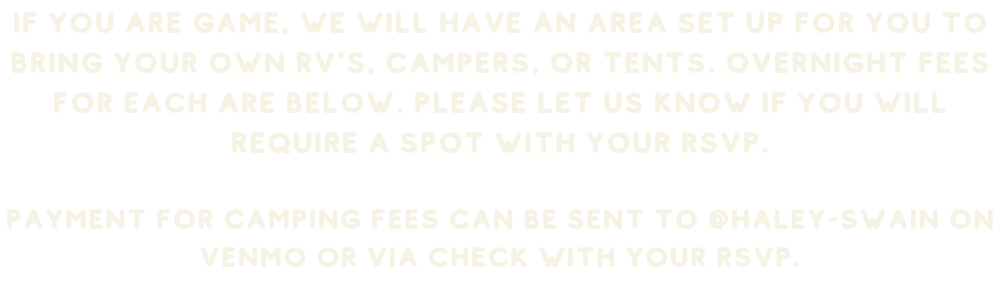 IF YOU ARE GAME, WE WILL HAVE AN AREA SET UP FOR YOU TO
BRING YOUR OWN RV'S, CAMPERS, OR TENTS. OVERNIGHT FEES
FOR EACH ARE BELOW. PLEASE LET US KNOW IF YOU WILL
REQUIRE A SPOT WITH YOUR RSVP.
PAYMENT FOR CAMPING FEES CAN BE SENT TO @HALEY-SWAIN ON
VENMO OR VIA CHECK WITH YOUR RSVP.